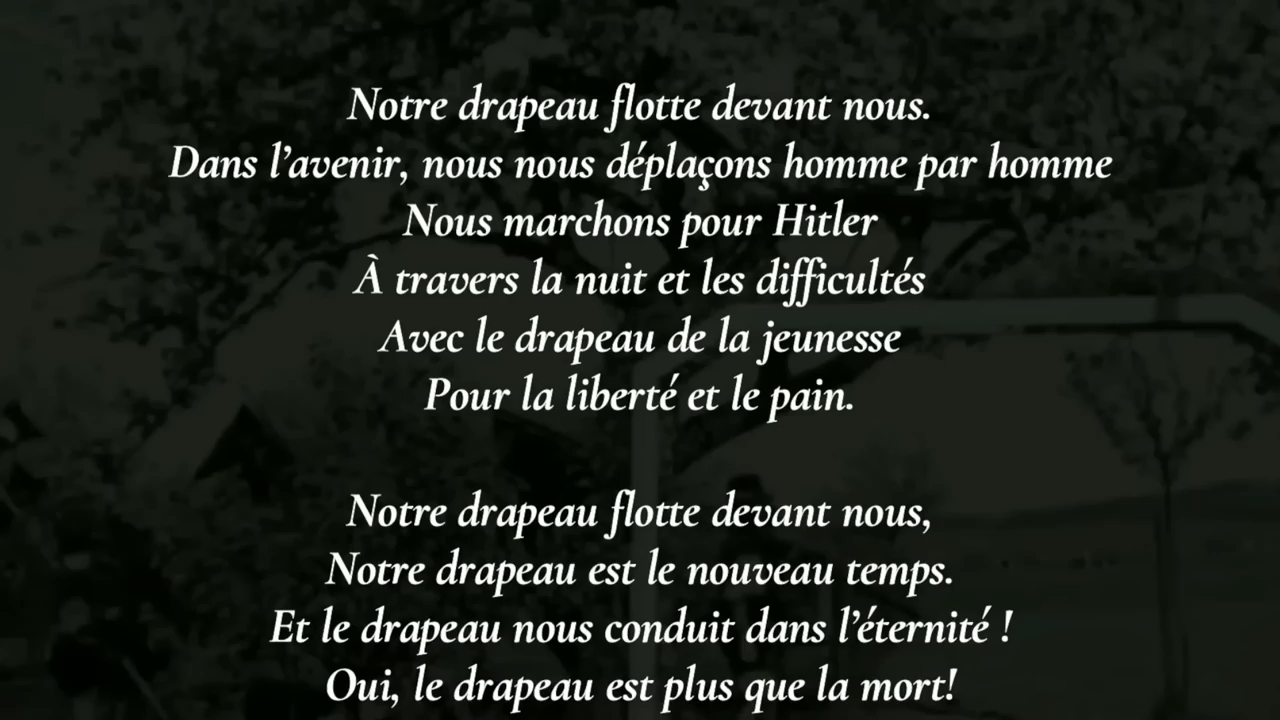 Notre drapeau flotte devant nous.
Dans l’avenir, nous nous déplaçons homme par homme
Nous marchons pour Hitler
À travers la nuit et les difficultés
Avec le drapeau de la jeunesse
Pour la liberté et le pain.
Notre drapeau flotte devant nous,
Notre drapeau est le nouveau temps.
Et le drapeau nous conduit dans l’éternité !
Oui, le drapeau est plus que la mort!